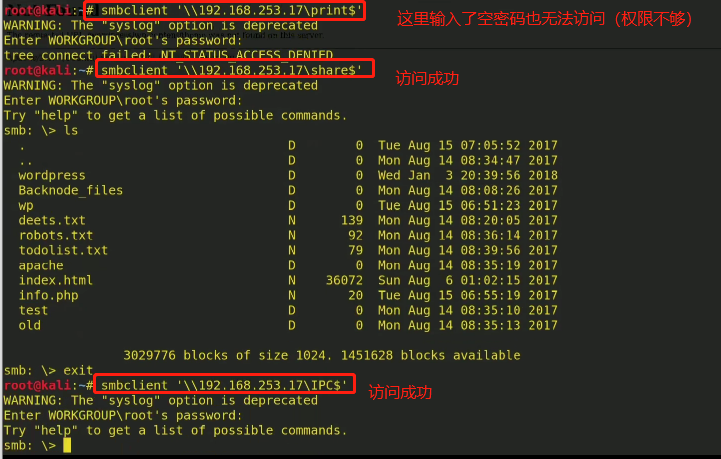 root@kali:~# smbclient '\\192.168.253.17\print$'
这里输入了空密码也无法访问（权限不够）
WARNING: The "syslog" option is deprecated
Enter WORKGROUP\root's password:
tree connect failed: NT_STATUS_ACCESS_DENIED
root@kali:~# smbclient '\\192.168.253.17\share$'
访问成功
WARNING: The "syslog" option is deprecated
Enter WORKGROUP\root's password:
Try "help" to get a list of possible commands.
smb: \> ls
. D 0 Tue Aug 15 07:05:52 2017
.. D 0 Mon Aug 14 08:34:47 2017
wordpress D 0 Wed Jan 3 20:39:56 2018
Backnode_files D 0 Mon Aug 14 08:08:26 2017
wp D 0 Tue Aug 15 06:51:23 2017
deets.txt N 139 Mon Aug 14 08:20:05 2017
robots.txt N 92 Mon Aug 14 08:36:14 2017
todolist.txt N 79 Mon Aug 14 08:39:56 2017
apache D 0 Mon Aug 14 08:35:19 2017
index.html N 36072 Sun Aug 6 01:02:15 2017
info.php N 20 Tue Aug 15 06:55:19 2017
test D 0 Mon Aug 14 08:35:10 2017
old D 0 Mon Aug 14 08:35:13 2017
3029776 blocks of size 1024. 1451628 blocks available
smb: \> exit
root@kali:~# smbclient '\\192.168.253.17\IPC$'
访问成功
WARNING: The "syslog" option is deprecated
Enter WORKGROUP\root's password:
Try "help" to get a list of possible commands.
smb: \>